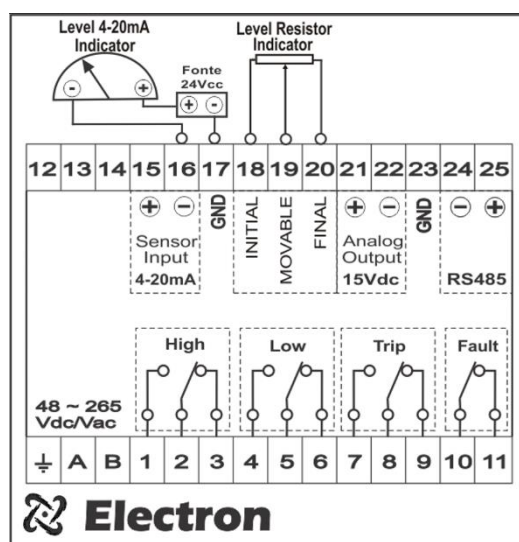 Level 4-20mA
Indicator
Level Resistor
Indicator
Fonte
24Vcc
- +
+ -
12 13 14 15 16 17 18 19 20 21 22 23 24 25
+ - GND INITIAL MOVABLE FINAL + - GND - +
Sensor
Input
4-20mA
Analog
Output
15Vdc
RS485
High Low Trip Fault
48 ~ 265
Vdc/Vac
A B 1 2 3 4 5 6 7 8 9 10 11
Electron